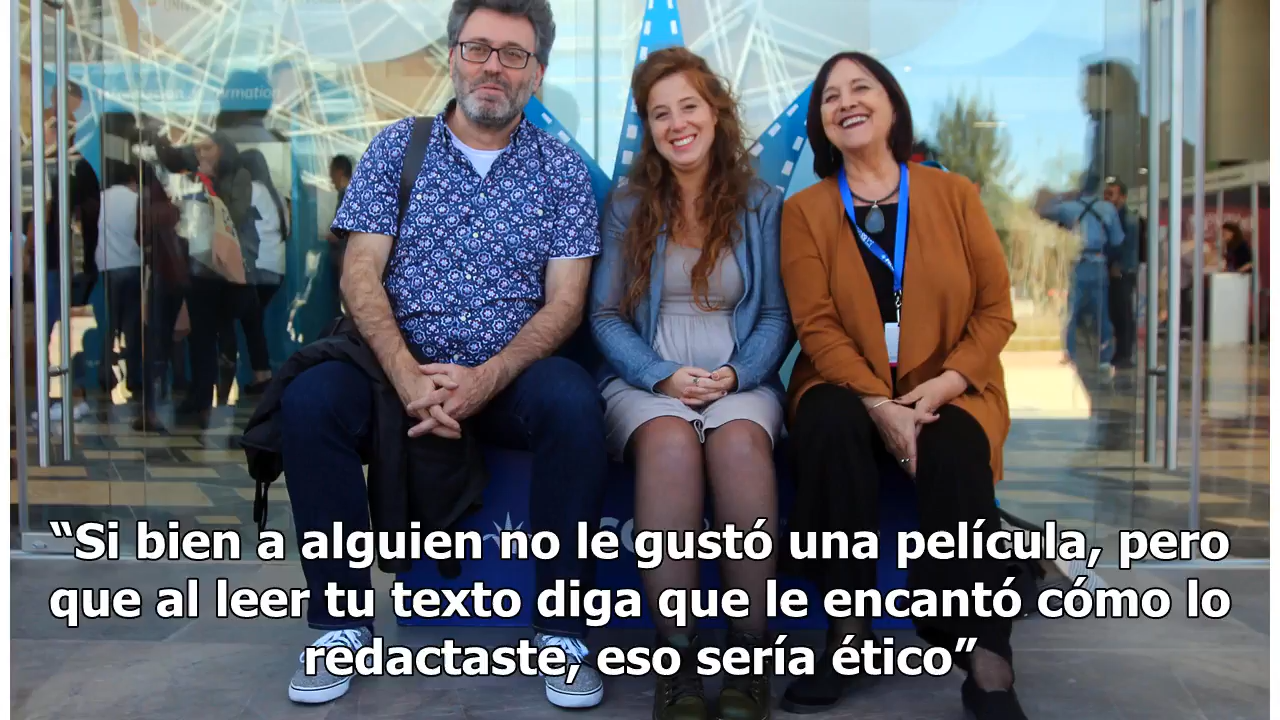 “Si bien a alguien no le gustó una película, pero
que al leer tu texto diga que le encantó cómo lo
redactaste, eso sería ético”